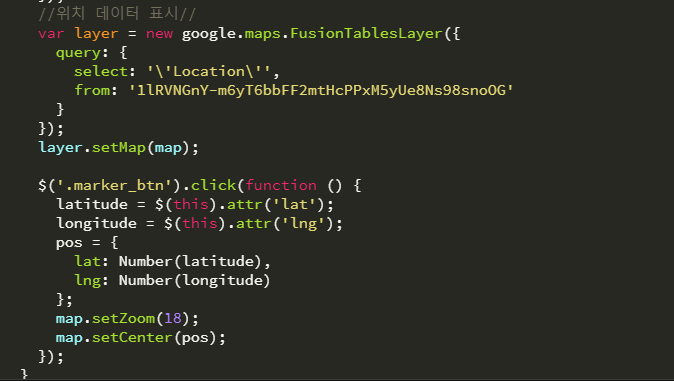 //위치 데이터 표시//
var layer = new google.maps.FusionTablesLayer({
query: {
select: '\'Location\'',
from: '1lRVNGnY-m6yT6bbFF2mtHcPPxM5yUe8Ns98snoOG'
}
});
layer.setMap(map);
$('.marker_btn').click(function () {
latitude = $(this).attr('lat');
longitude = $(this).attr('lng');
pos = {
lat: Number(latitude),
lng: Number(longitude)
};
map.setZoom(18);
map.setCenter(pos);
});
}